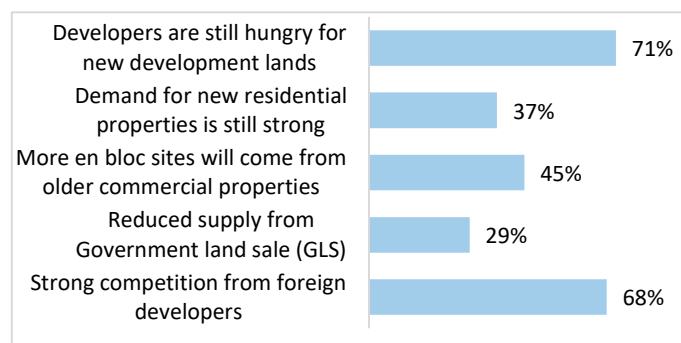 Developers are still hungry for
new development lands
71%
Demand for new residential
properties is still strong
37%
More en bloc sites will come from
older commercial properties
45%
Reduced supply from
Government land sale (GLS)
29%
Strong competition from foreign
developers
68%